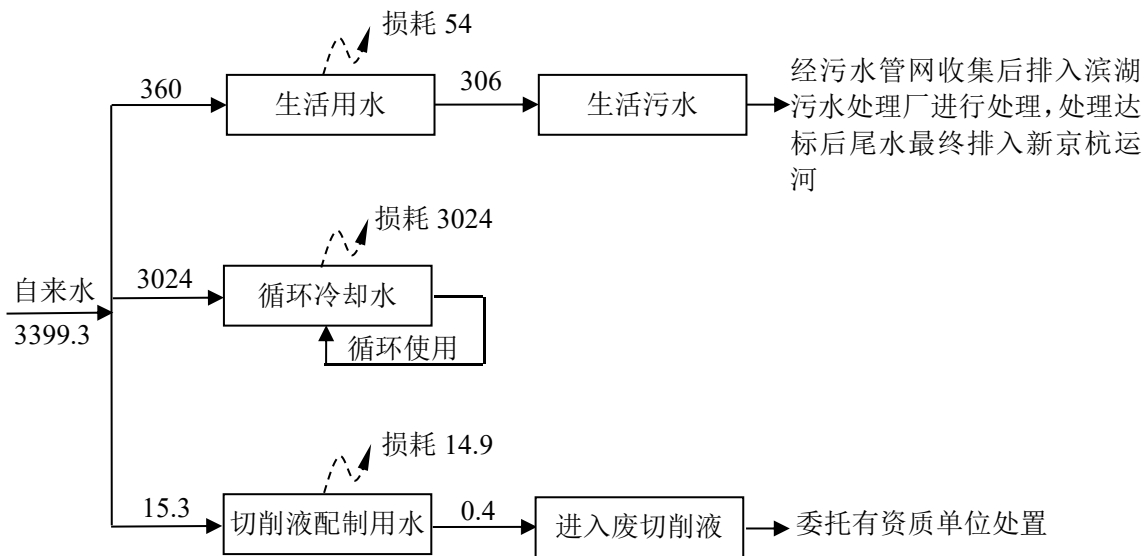 损耗 54
360
生活用水
306
生活污水
经污水管网收集后排入滨湖
污水处理厂进行处理，处理达
标后尾水最终排入新京杭运
河
损耗 3024
自来水
3399.3
3024
循环冷却水
循环使用
损耗 14.9
15.3
切削液配制用水
0.4
进入废切削液
委托有资质单位处置